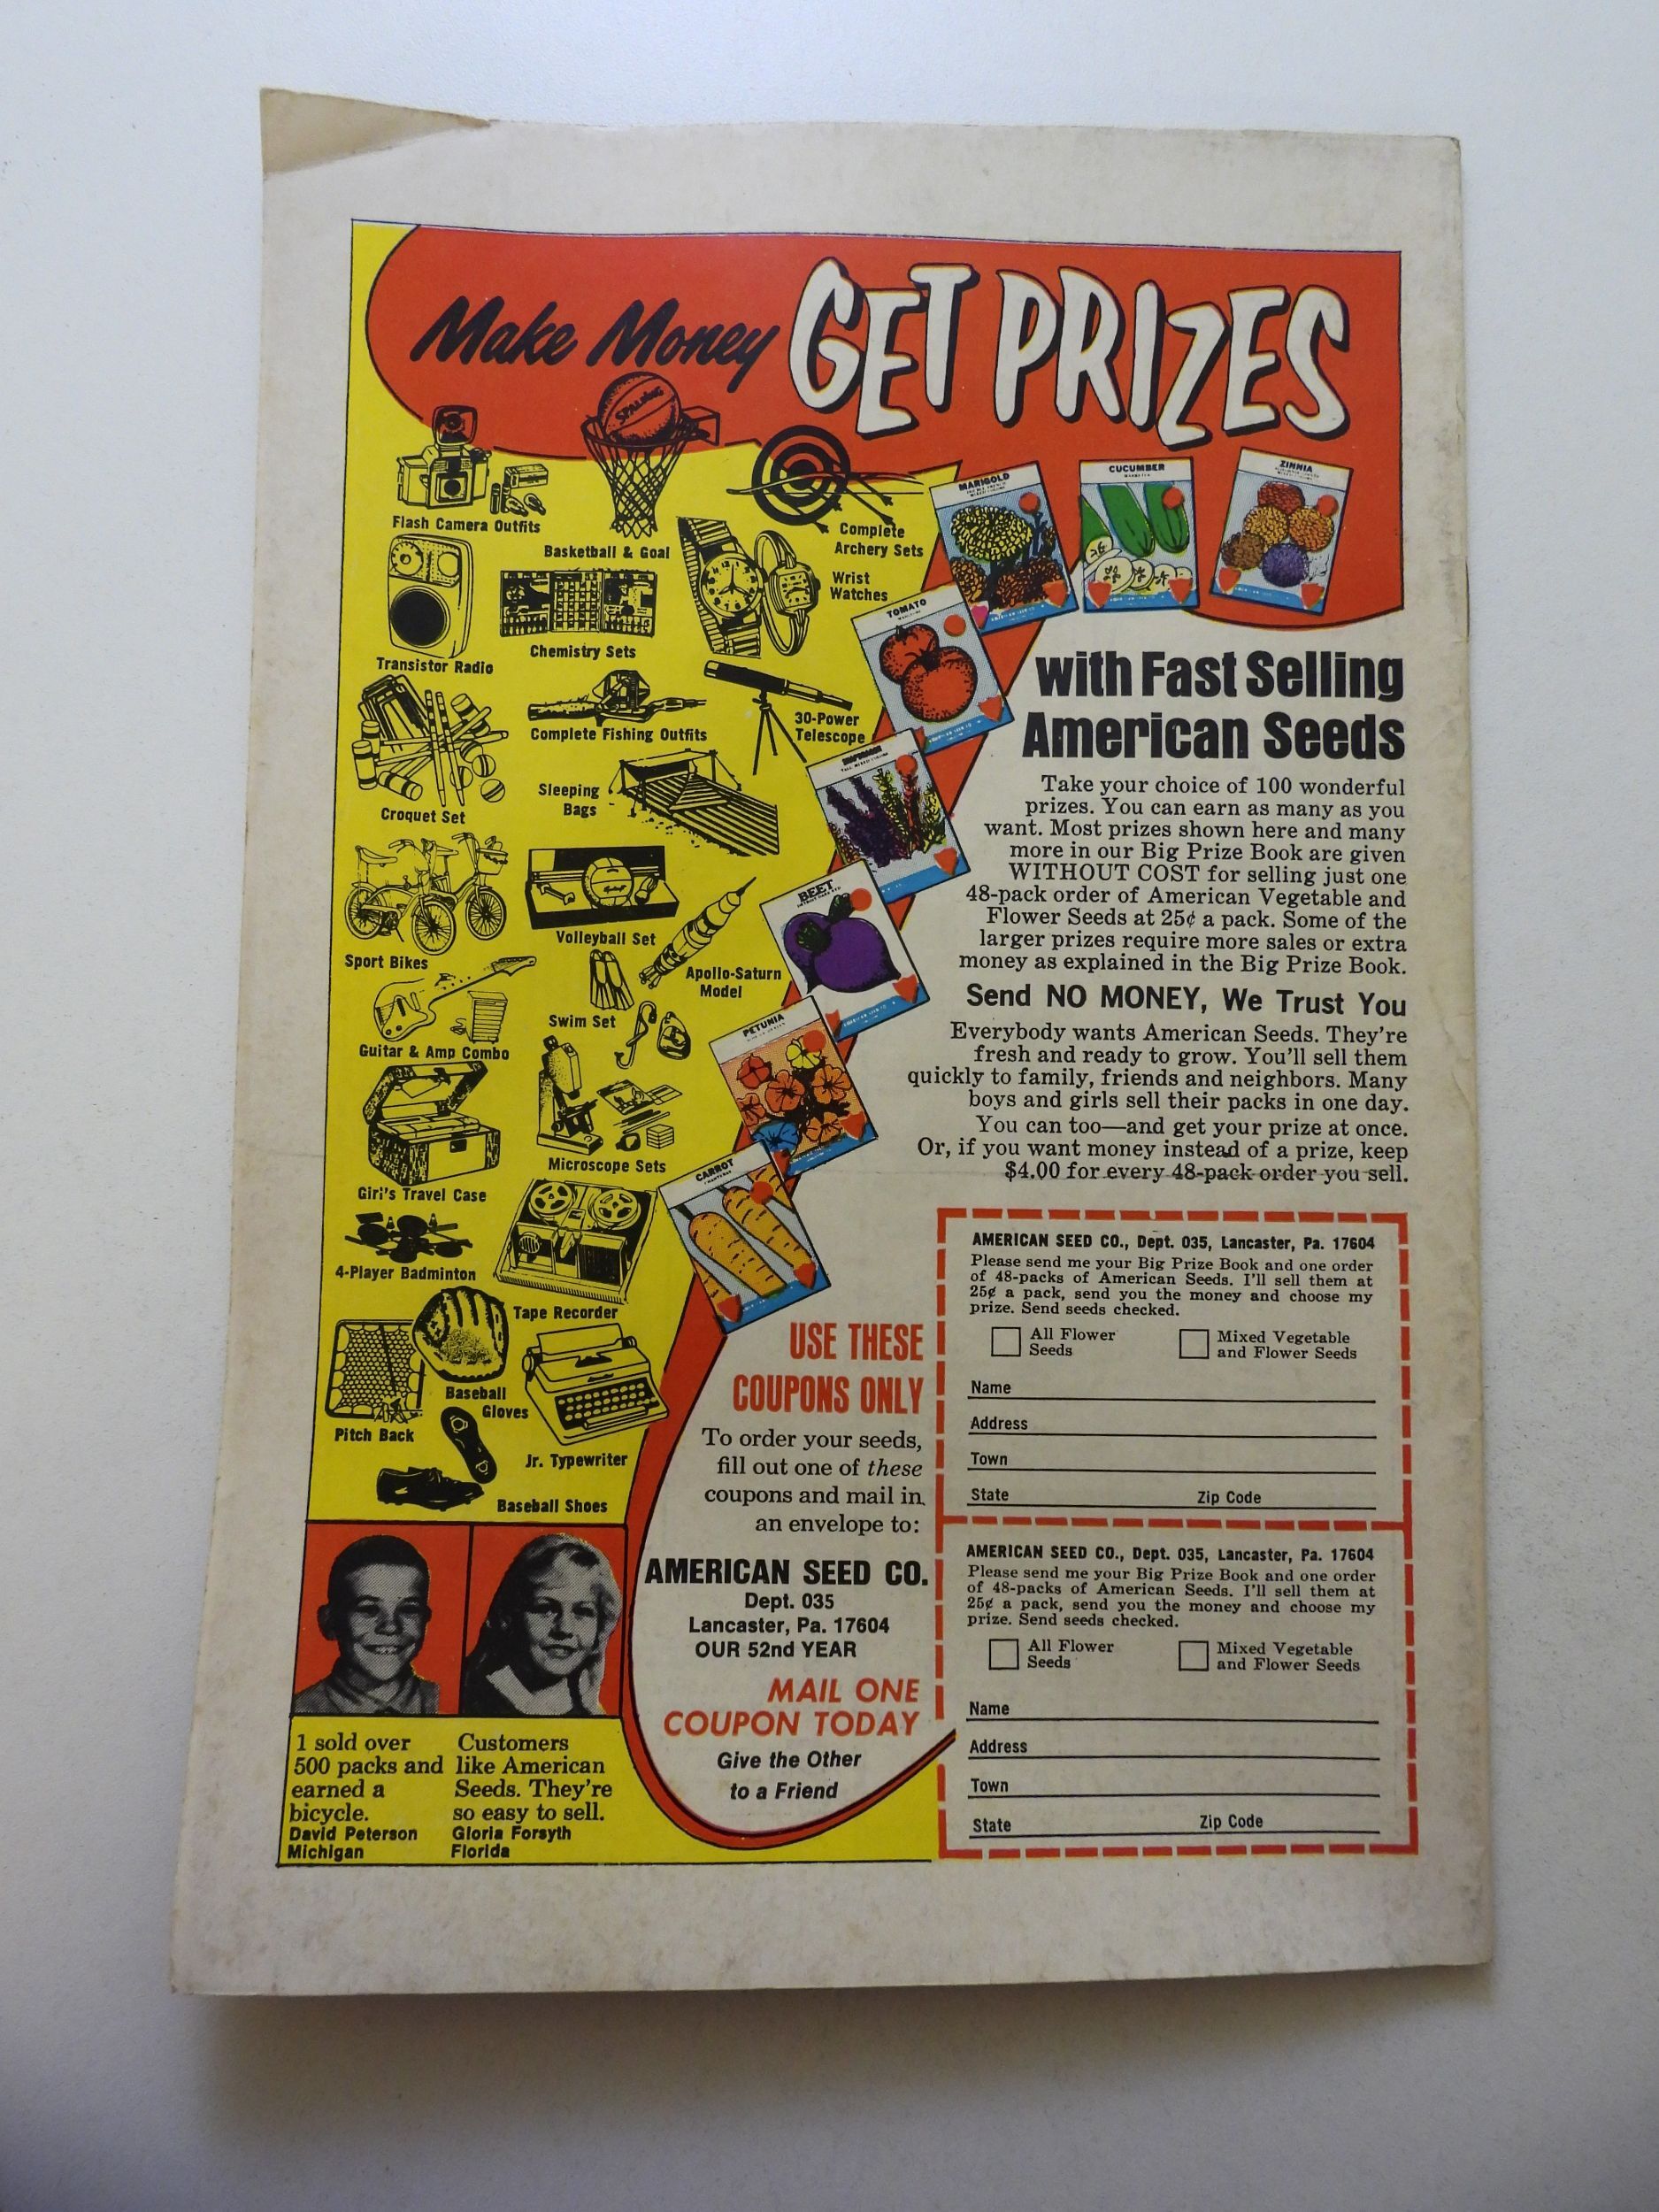 Make Money GET PRIZES
SPALDING
Flash Camera Outfits
Basketball & Goal
Complete
Archery Sets
Wrist
Watches
Transistor Radio
Chemistry Sets
Complete Fishing Outfits
30-Power
Telescope
Croquet Set
Sleeping
Bags
Sport Bikes
Volleyball Set
Apollo-Saturn
Model
Swim Set
Guitar & Amp Combo
Microscope Sets
Girl's Travel Case
4-Player Badminton
Tape Recorder
Baseball
Gloves
Pitch Back
Jr. Typewriter
Baseball Shoes
MARIGOLD
CUCUMBER
ZINNIA
TOMATO
BEET
PETUNIA
CARROT
with Fast Selling
American Seeds
Take your choice of 100 wonderful
prizes. You can earn as many as you
want. Most prizes shown here and many
more in our Big Prize Book are given
WITHOUT COST for selling just one
48-pack order of American Vegetable and
Flower Seeds at 25¢ a pack. Some of the
larger prizes require more sales or extra
money as explained in the Big Prize Book.
Send NO MONEY, We Trust You
Everybody wants American Seeds. They're
fresh and ready to grow. You'll sell them
quickly to family, friends and neighbors. Many
boys and girls sell their packs in one day.
You can too—and get your prize at once.
Or, if you want money instead of a prize, keep
$4.00 for every 48-pack order you sell.
USE THESE
COUPONS ONLY
To order your seeds,
fill out one of these
coupons and mail in
an envelope to:
AMERICAN SEED CO.
Dept. 035
Lancaster, Pa. 17604
OUR 52nd YEAR
MAIL ONE
COUPON TODAY
Give the Other
to a Friend
AMERICAN SEED CO., Dept. 035, Lancaster, Pa. 17604
Please send me your Big Prize Book and one order
of 48-packs of American Seeds. I'll sell them at
25¢ a pack, send you the money and choose my
prize. Send seeds checked.
All Flower
Seeds
Mixed Vegetable
and Flower Seeds
Name
Address
Town
State Zip Code
AMERICAN SEED CO., Dept. 035, Lancaster, Pa. 17604
Please send me your Big Prize Book and one order
of 48-packs of American Seeds. I'll sell them at
25¢ a pack, send you the money and choose my
prize. Send seeds checked.
All Flower
Seeds
Mixed Vegetable
and Flower Seeds
Name
Address
Town
State Zip Code
1 sold over
500 packs and
earned a
bicycle.
David Peterson
Michigan
Customers
like American
Seeds. They're
so easy to sell.
Gloria Forsyth
Florida